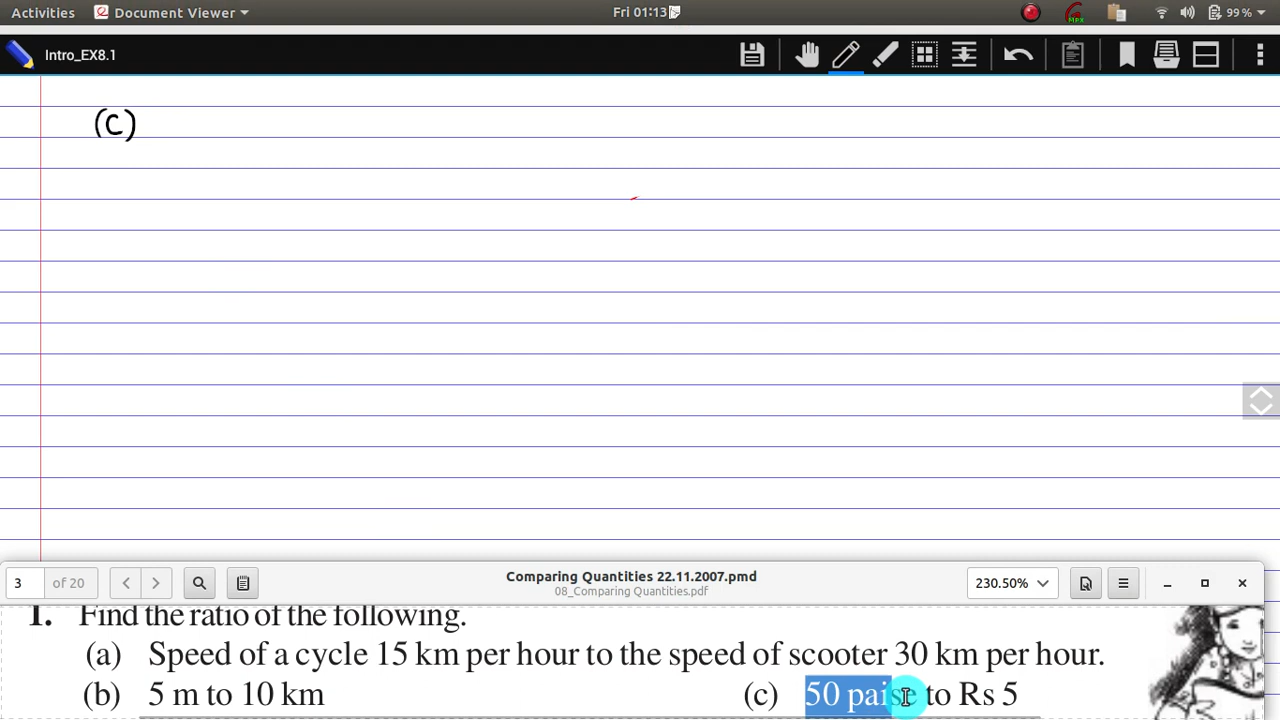 Activities Document Viewer Fri 01:13 99 %
Intro_EX8.1
(C)
3 of 20 Comparing Quantities 22.11.2007.pmd 230.50%
08_Comparing Quantities.pdf
1. Find the ratio of the following.
(a) Speed of a cycle 15 km per hour to the speed of scooter 30 km per hour.
(b) 5 m to 10 km (c) 50 paise to Rs 5